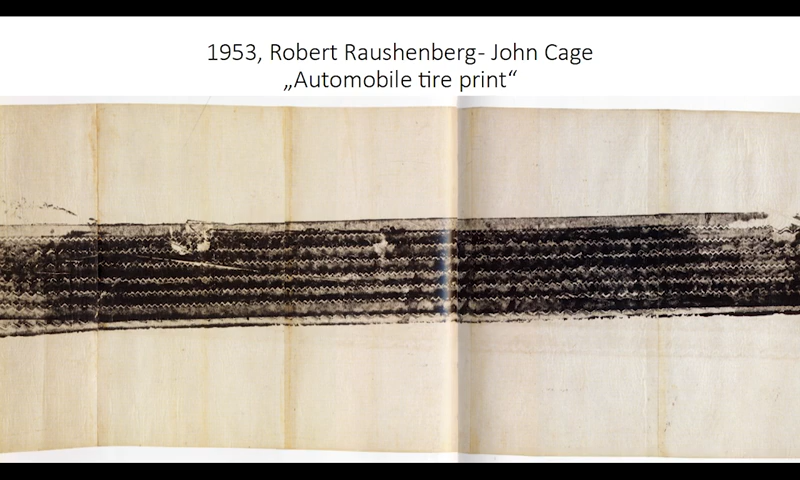 1953, Robert Raushenberg- John Cage
„Automobile tire print“